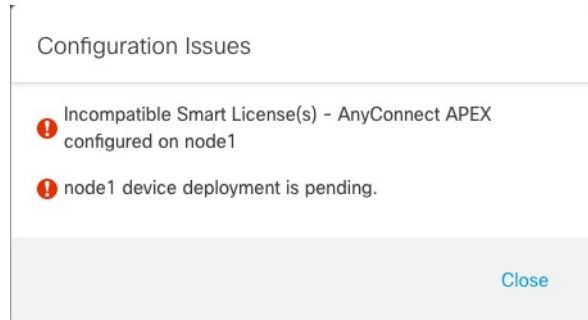 Configuration Issues
Incompatible Smart License(s) - AnyConnect APEX
configured on node1
node1 device deployment is pending.
Close